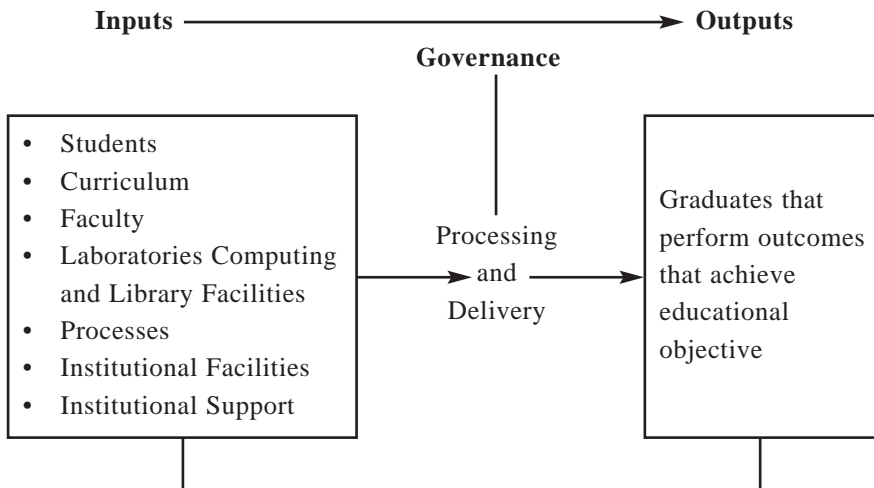 Inputs Outputs
Governance
• Students
• Curriculum
• Faculty
• Laboratories Computing
and Library Facilities
• Processes
• Institutional Facilities
• Institutional Support
Processing
and
Delivery
Graduates that
perform outcomes
that achieve
educational
objective